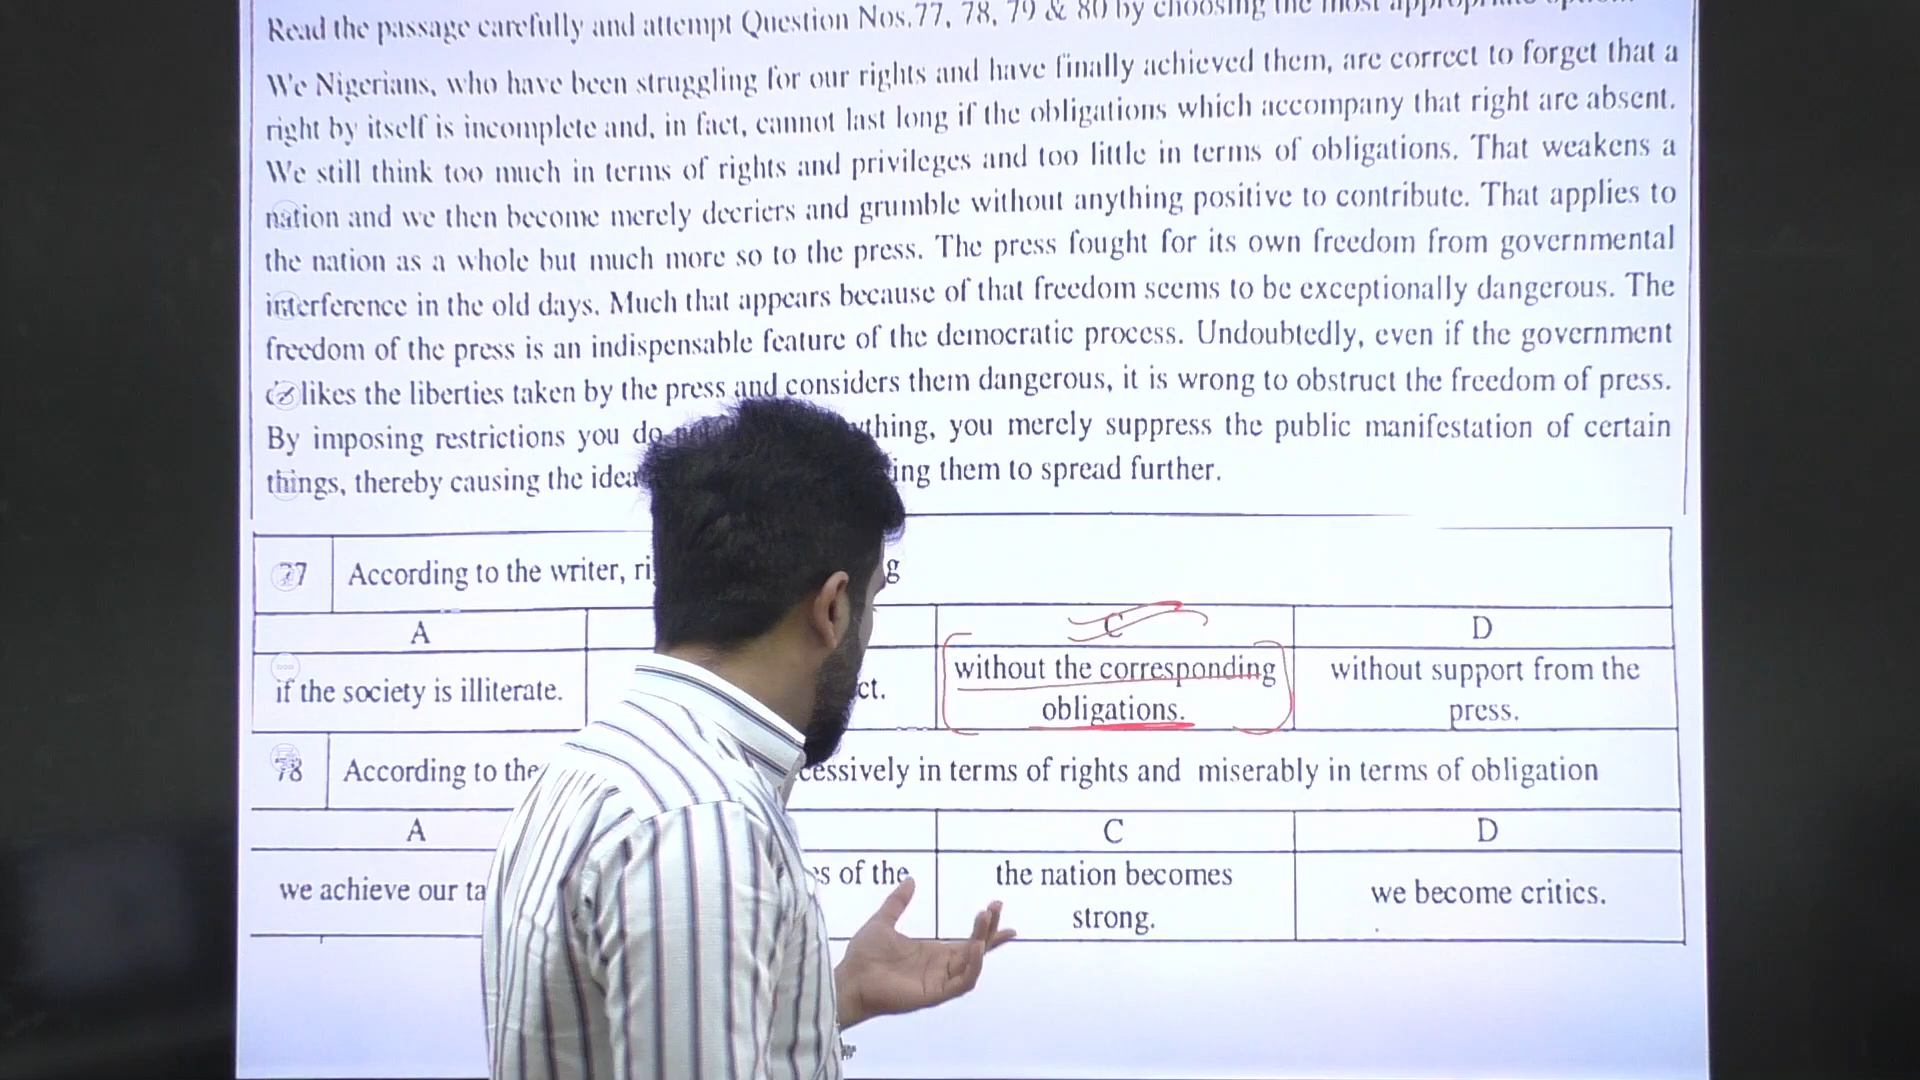 Read the passage carefully and attempt Question Nos.77, 78, 79 & 80 by choosing the most appropriate option.
We Nigerians, who have been struggling for our rights and have finally achieved them, are correct to forget that a
right by itself is incomplete and, in fact, cannot last long if the obligations which accompany that right are absent.
We still think too much in terms of rights and privileges and too little in terms of obligations. That weakens a
nation and we then become merely decriers and grumble without anything positive to contribute. That applies to
the nation as a whole but much more so to the press. The press fought for its own freedom from governmental
interference in the old days. Much that appears because of that freedom seems to be exceptionally dangerous. The
freedom of the press is an indispensable feature of the democratic process. Undoubtedly, even if the government
likes the liberties taken by the press and considers them dangerous, it is wrong to obstruct the freedom of press.
By imposing restrictions you do you merely suppress the public manifestation of certain
things, thereby causing the them to spread further.
77 According to the writer,
A C D
if the society is illiterate. without the corresponding without support from the
obligations. press.
78 According to the in terms of rights and miserably in terms of obligation
A C D
we achieve our of the the nation becomes we become critics.
strong.